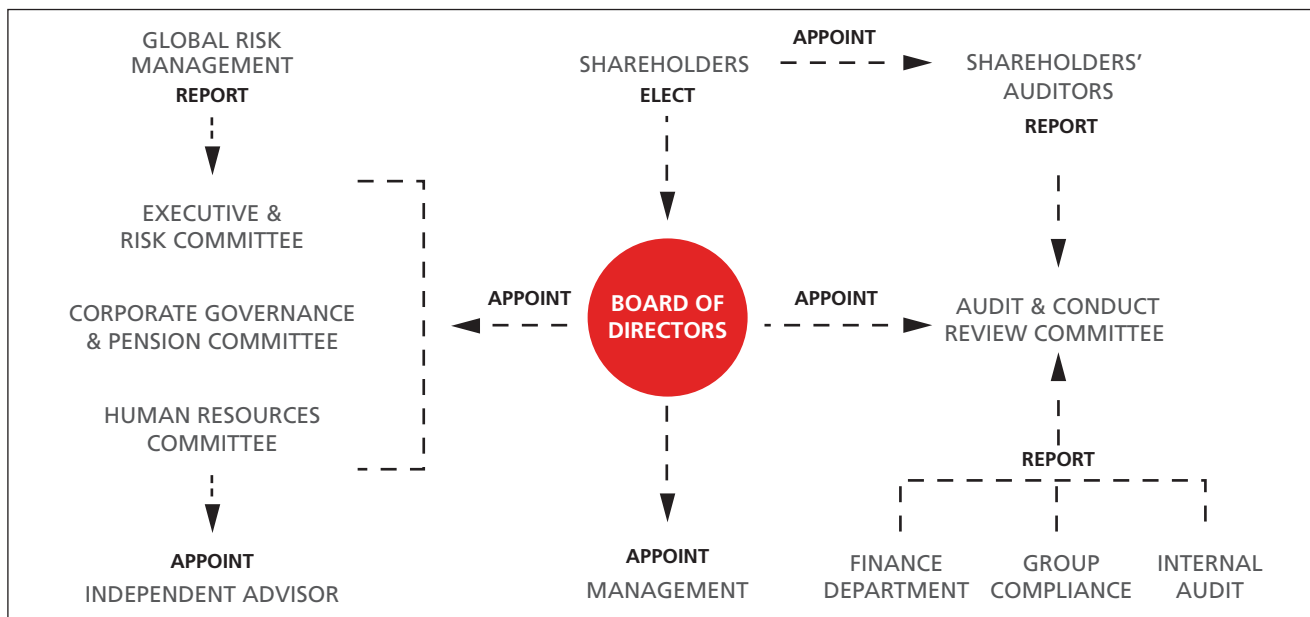 GLOBAL RISK
MANAGEMENT
REPORT
EXECUTIVE &
RISK COMMITTEE
CORPORATE GOVERNANCE
& PENSION COMMITTEE
HUMAN RESOURCES
COMMITTEE
APPOINT
INDEPENDENT ADVISOR
SHAREHOLDERS
ELECT
APPOINT
SHAREHOLDERS’
AUDITORS
REPORT
APPOINT
BOARD OF
DIRECTORS
APPOINT
AUDIT & CONDUCT
REVIEW COMMITTEE
APPOINT
MANAGEMENT
REPORT
FINANCE
DEPARTMENT
GROUP
COMPLIANCE
INTERNAL
AUDIT